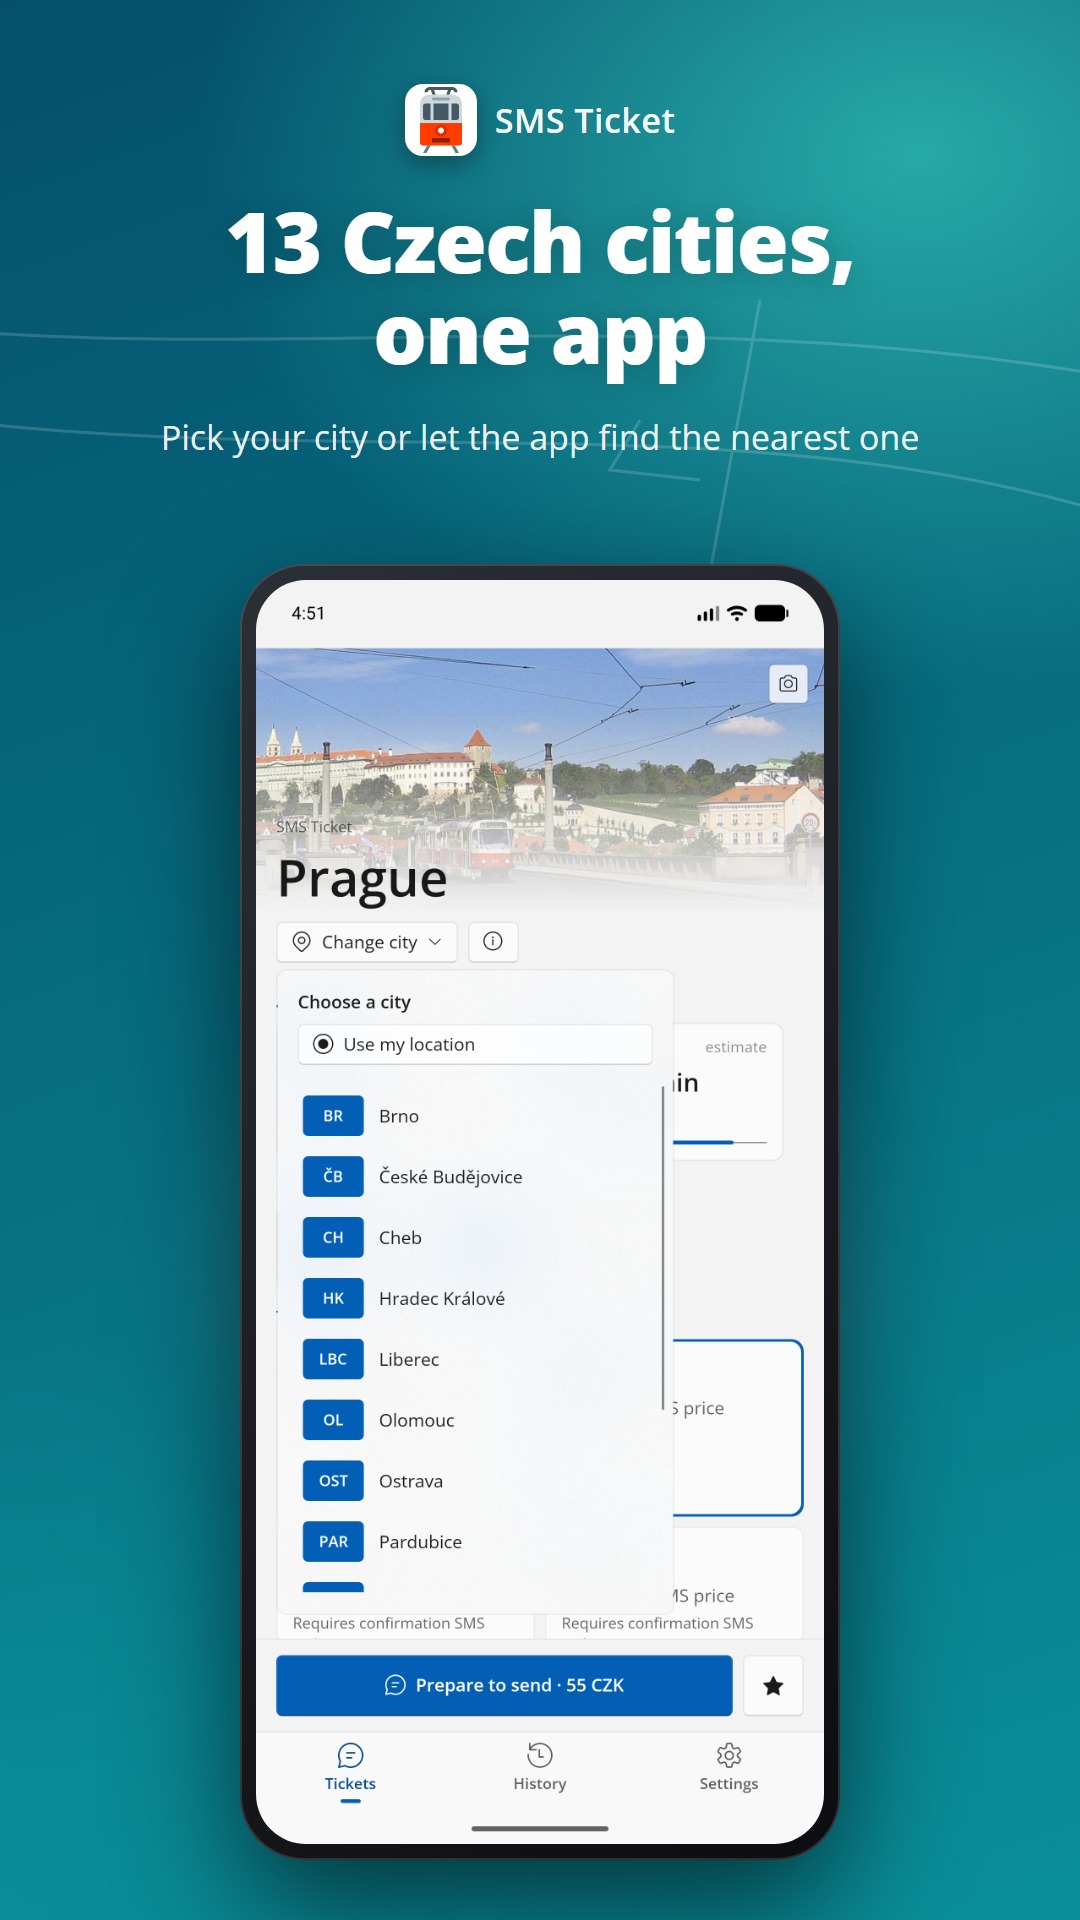 SMS Ticket
13 Czech cities,
one app
Pick your city or let the app find the nearest one
4:51
SMS Ticket
Prague
Change city
Choose a city
Use my location
estimate
BR Brno
ČB České Budějovice
CH Cheb
HK Hradec Králové
LBC Liberec
price
OL Olomouc
OST Ostrava
PAR Pardubice
price
Requires confirmation SMS
Requires confirmation SMS
Prepare to send · 55 CZK
Tickets
History
Settings